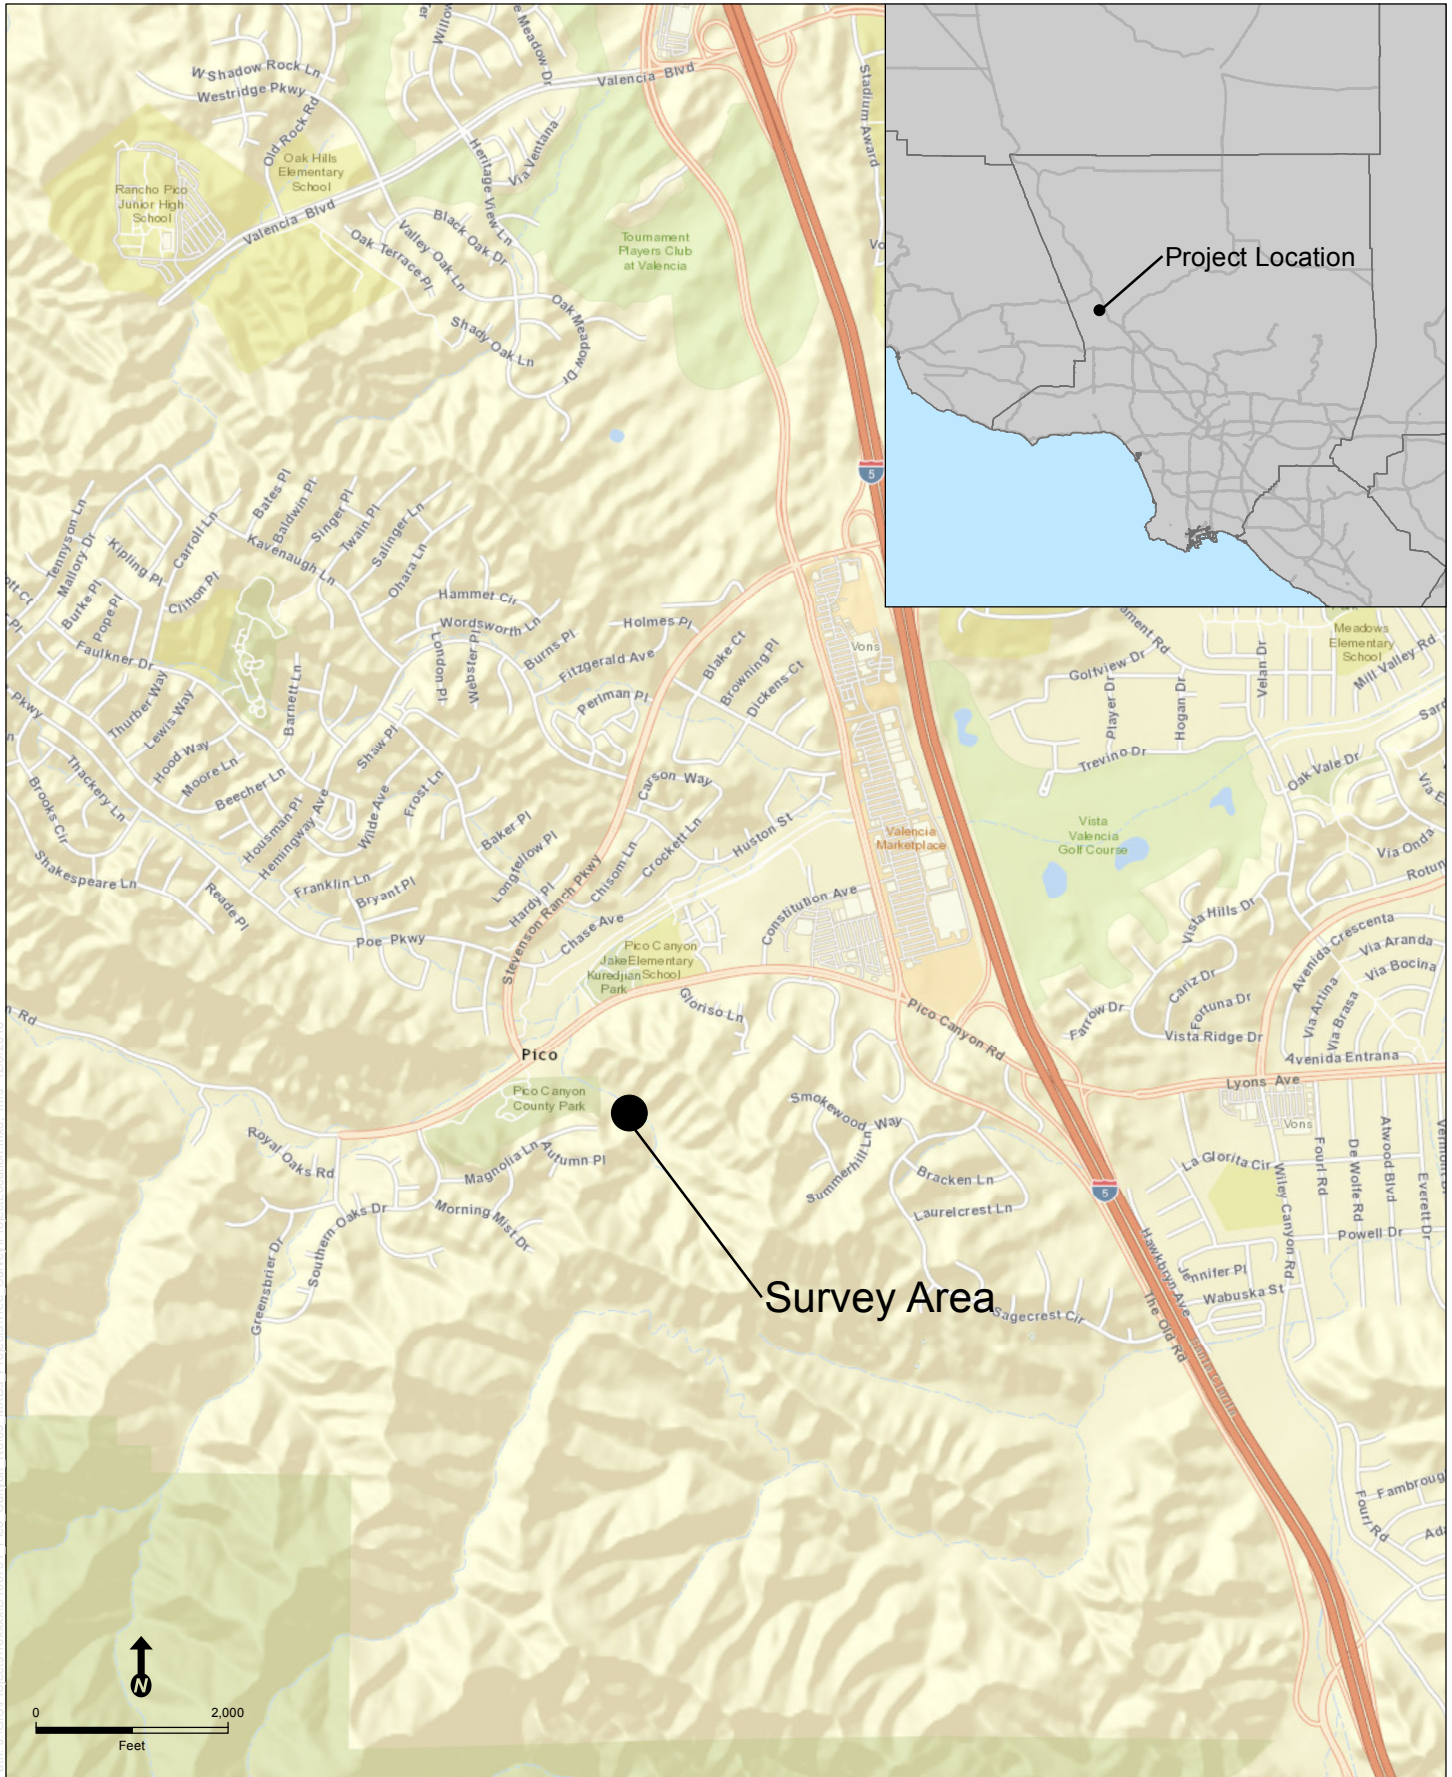 W Shadow Rock Ln
Westridge Pkwy
Old Rock Rd
Oak Hills
Elementary
School
Rancho Pico
Junior High
School
Valencia Blvd
Valencia Blvd
e Meadow Dr
Heritage View Ln
Via Ventana
Stadium Award
Black Oak Dr
Valley Oak Ln
Oak Terrace Pl
Shady Oak Ln
Oak Meadow Dr
Tournament
Players Club
at Valencia
Project Location
5
Tennyson Ln
Mallory Dr
Kipling Pl
Carroll Ln
Bates Pl
Baldwin Pl
Singer Pl
Twain Pl
Salinger Ln
Ohara Ln
Kavenaugh Ln
Burke Pl
Pope Pl
Clifton Pl
Faulkner Dr
Hammet Cir
Wordsworth Ln
London Pl
Webster Pl
Burns Pl
Holmes Pl
Fitzgerald Ave
Perlman Pl
Blake Ct
Browning Pl
Dickens Ct
Vons
Golfview Dr
Player Dr
Hogan Dr
Velan Dr
Trevino Dr
Meadows
Elementary
School
Mill Valley Rd
Pkwy
Thurber Way
Lewis Way
Hood Way
Moore Ln
Beecher Ln
Barnett Ln
Shaw Pl
Thackery Ln
Brooks Cir
Shakespeare Ln
Housman Pl
Hemingway Ave
Wilde Ave
Frost Ln
Baker Pl
Longfellow Pl
Hardy Pl
Stevenson Ranch Pkwy
Carson Way
Crockett Ln
Chisom Ln
Huston St
Chase Ave
Constitution Ave
Valencia
Marketplace
Vista
Valencia
Golf Course
Oak Vale Dr
Via Onda
Franklin Ln
Bryant Pl
Reade Pl
Poe Pkwy
Pico Canyon
Elementary
School
Jake
Kuredjian
Park
Gloriso Ln
Pico Canyon Rd
Vista Hills Dr
Cariz Dr
Fortuna Dr
Farrow Dr
Vista Ridge Dr
Avenida Crescenta
Via Aranda
Via Bocina
Via Artina
Via Brasa
Avenida Entrana
Lyons Ave
Pico
Pico Canyon
County Park
Royal Oaks Rd
Magnolia Ln
Autumn Pl
Morning Mist Dr
Southern Oaks Dr
Greensbrier Dr
Smokewood Way
Summerhill Ln
Bracken Ln
Laurelcrest Ln
Sagecrest Cir
5
Vons
La Glorita Cir
Wiley Canyon Rd
Fourl Rd
De Wolfe Rd
Atwood Blvd
Everett Dr
Powell Dr
Hawkbryn Ave
Jennifer Pl
Wabuska St
The Old Rd
Survey Area
Fourl Rd
N
0 2,000
Feet